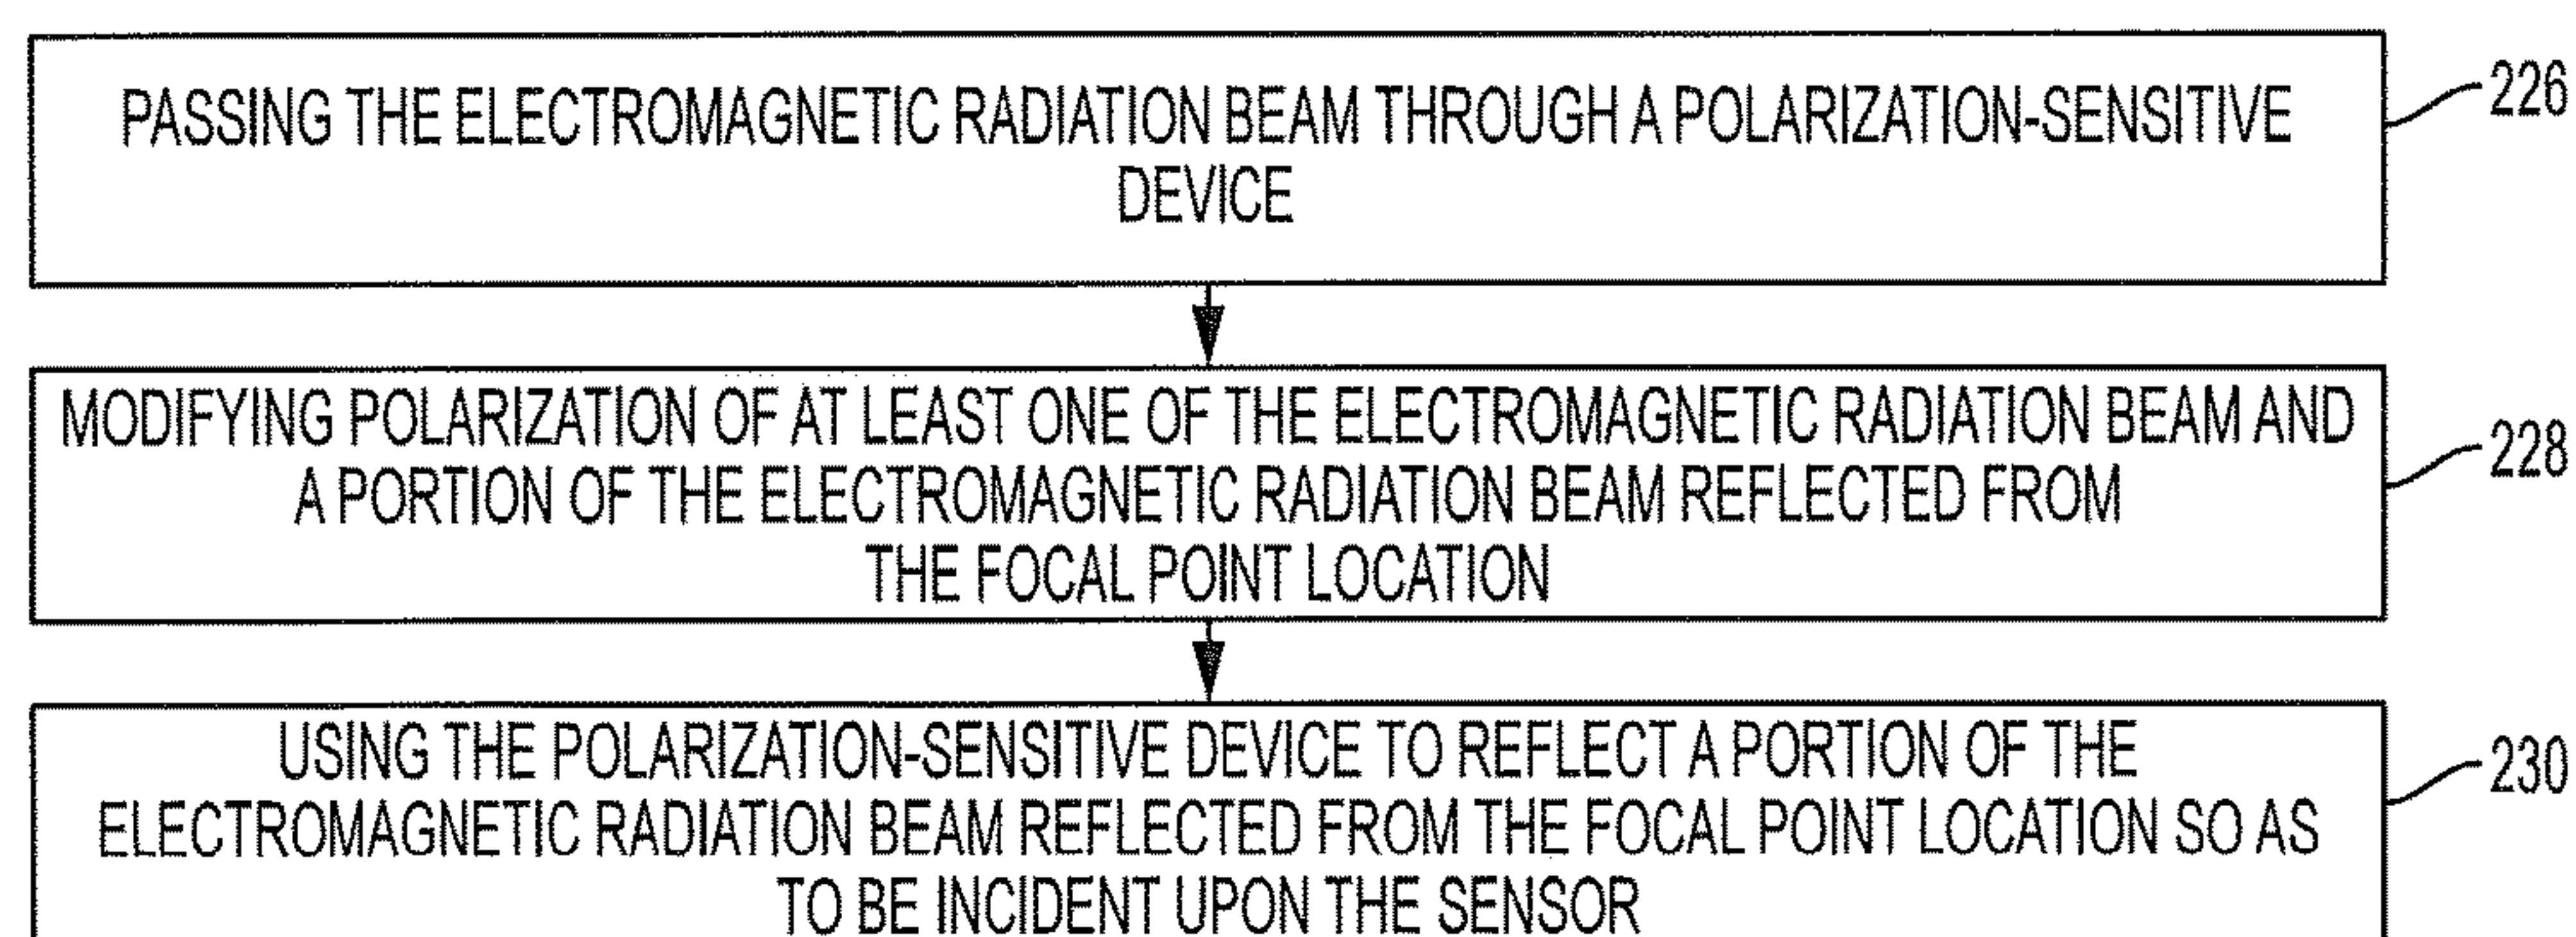 PASSING THE ELECTROMAGNETIC RADIATION BEAM THROUGH A POLARIZATION-SENSITIVE
DEVICE
226
MODIFYING POLARIZATION OF AT LEAST ONE OF THE ELECTROMAGNETIC RADIATION BEAM AND
A PORTION OF THE ELECTROMAGNETIC RADIATION BEAM REFLECTED FROM
THE FOCAL POINT LOCATION
228
USING THE POLARIZATION-SENSITIVE DEVICE TO REFLECT A PORTION OF THE
ELECTROMAGNETIC RADIATION BEAM REFLECTED FROM THE FOCAL POINT LOCATION SO AS
TO BE INCIDENT UPON THE SENSOR
230